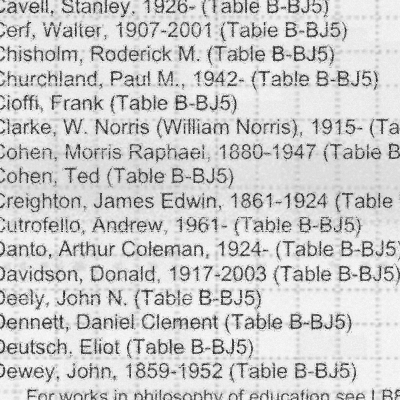 Cavell, Stanley, 1926- (Table B-BJ5)
Cerf, Walter, 1907-2001 (Table B-BJ5)
Chisholm, Roderick M. (Table B-BJ5)
Churchland, Paul M., 1942- (Table B-BJ5)
Cioffi, Frank (Table B-BJ5)
Clarke, W. Norris (William Norris), 1915- (Ta
Cohen, Morris Raphael, 1880-1947 (Table B
Cohen, Ted (Table B-BJ5)
Creighton, James Edwin, 1861-1924 (Table
Cutrofello, Andrew, 1961- (Table B-BJ5)
Danto, Arthur Coleman, 1924- (Table B-BJ5)
Davidson, Donald, 1917-2003 (Table B-BJ5)
Deely, John N. (Table B-BJ5)
Dennett, Daniel Clement (Table B-BJ5)
Deutsch, Eliot (Table B-BJ5)
Dewey, John, 1859-1952 (Table B-BJ5)
For works in philosophy of education see LB8